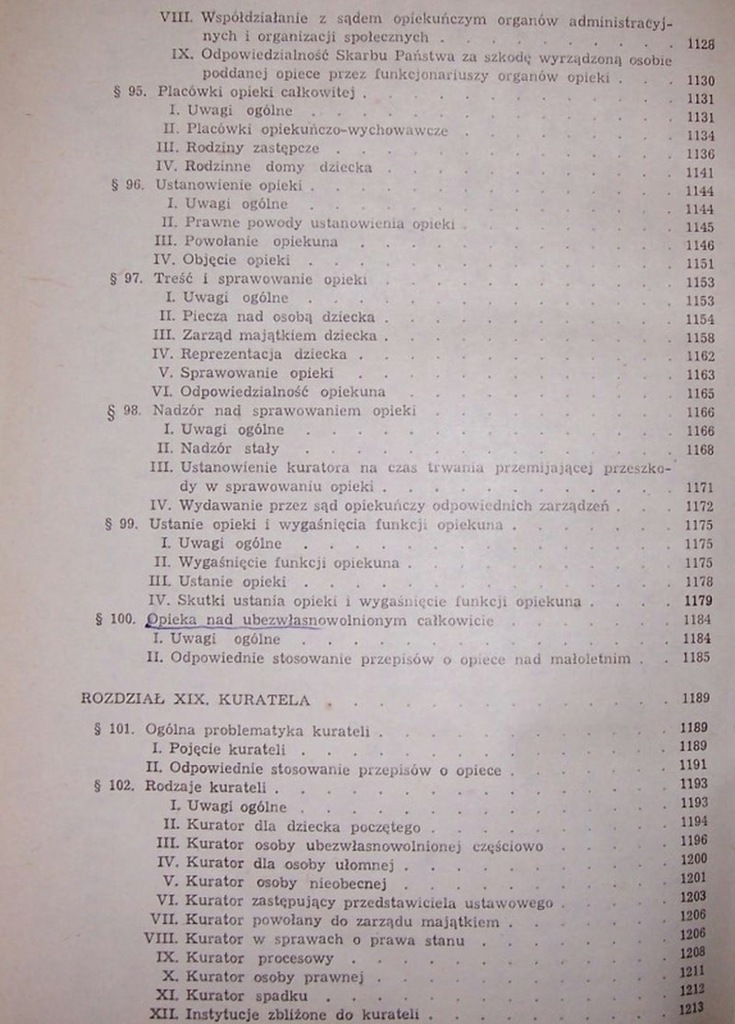 VIII. Współdziałanie z sądem opiekuńczym organów administracyj-
nych i organizacji społecznych . . . . . . . . . . 1128
IX. Odpowiedzialność Skarbu Państwa za szkodę wyrządzoną osobie
poddanej opiece przez funkcjonariuszy organów opieki . . . 1130
§ 95. Placówki opieki całkowitej . . . . . . . . . . . . 1131
I. Uwagi ogólne . . . . . . . . . . . . . . 1131
II. Placówki opiekuńczo-wychowawcze . . . . . . . . 1134
III. Rodziny zastępcze . . . . . . . . . . . . . 1136
IV. Rodzinne domy dziecka . . . . . . . . . . . 1141
§ 96. Ustanowienie opieki . . . . . . . . . . . . . . 1144
I. Uwagi ogólne . . . . . . . . . . . . . . 1144
II. Prawne powody ustanowienia opieki . . . . . . . . 1145
III. Powołanie opiekuna . . . . . . . . . . . . 1146
IV. Objęcie opieki . . . . . . . . . . . . . . 1151
§ 97. Treść i sprawowanie opieki . . . . . . . . . . . . 1153
I. Uwagi ogólne . . . . . . . . . . . . . . 1153
II. Piecza nad osobą dziecka . . . . . . . . . . . 1154
III. Zarząd majątkiem dziecka . . . . . . . . . . . 1158
IV. Reprezentacja dziecka . . . . . . . . . . . . 1162
V. Sprawowanie opieki . . . . . . . . . . . . 1163
VI. Odpowiedzialność opiekuna . . . . . . . . . . 1165
§ 98. Nadzór nad sprawowaniem opieki . . . . . . . . . 1166
I. Uwagi ogólne . . . . . . . . . . . . . . 1166
II. Nadzór stały . . . . . . . . . . . . . . 1168
III. Ustanowienie kuratora na czas trwania przemijającej przeszko-
dy w sprawowaniu opieki . . . . . . . . . . . 1171
IV. Wydawanie przez sąd opiekuńczy odpowiednich zarządzeń . . . 1172
§ 99. Ustanie opieki i wygaśnięcia funkcji opiekuna . . . . . . 1175
I. Uwagi ogólne . . . . . . . . . . . . . . 1175
II. Wygaśnięcie funkcji opiekuna . . . . . . . . . . 1175
III. Ustanie opieki . . . . . . . . . . . . . . 1178
IV. Skutki ustania opieki i wygaśnięcie funkcji opiekuna . . . . 1179
§ 100. Opieka nad ubezwłasnowolnionym całkowicie . . . . . . 1184
I. Uwagi ogólne . . . . . . . . . . . . . . 1184
II. Odpowiednie stosowanie przepisów o opiece nad małoletnim . . 1185
ROZDZIAŁ XIX. KURATELA . . . . . . . . . . . . . 1189
§ 101. Ogólna problematyka kurateli . . . . . . . . . . . 1189
I. Pojęcie kurateli . . . . . . . . . . . . . . 1189
II. Odpowiednie stosowanie przepisów o opiece . . . . . . 1191
§ 102. Rodzaje kurateli . . . . . . . . . . . . . . . 1193
I. Uwagi ogólne . . . . . . . . . . . . . . 1193
II. Kurator dla dziecka poczętego . . . . . . . . . 1194
III. Kurator osoby ubezwłasnowolnionej częściowo . . . . . 1196
IV. Kurator dla osoby ułomnej . . . . . . . . . . 1200
V. Kurator osoby nieobecnej . . . . . . . . . . . 1201
VI. Kurator zastępujący przedstawiciela ustawowego . . . . . 1203
VII. Kurator powołany do zarządu majątkiem . . . . . . . 1206
VIII. Kurator w sprawach o prawa stanu . . . . . . . . 1206
IX. Kurator procesowy . . . . . . . . . . . . 1208
X. Kurator osoby prawnej . . . . . . . . . . . . 1211
XI. Kurator spadku . . . . . . . . . . . . . 1212
XII. Instytucje zbliżone do kurateli . . . . . . . . . . 1213